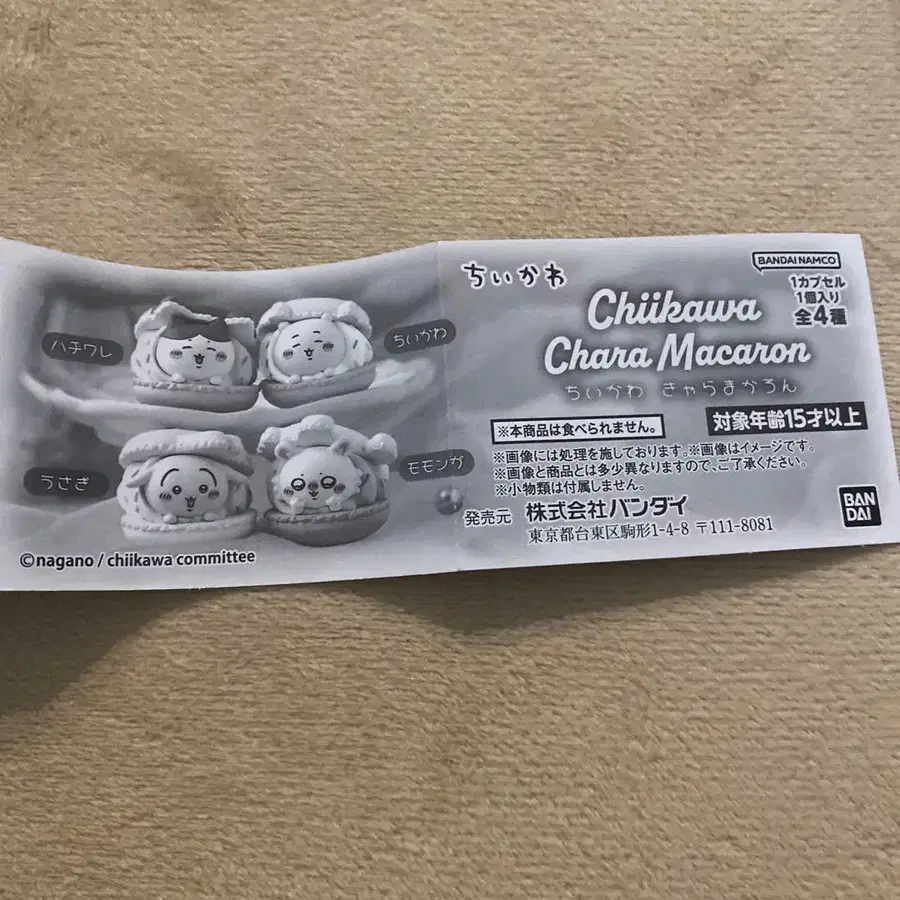 ハチワレ
ちいかわ
うさぎ
モモンガ
©nagano / chiikawa committee
ちいかわ
BANDAI NAMCO
1カプセル
1個入り
全4種
Chiikawa
Chara Macaron
ちいかわ きゃらまかろん
※本商品は食べられません。
対象年齢15才以上
※画像には処理を施しております。※画像はイメージです。
※画像と商品とは多少異なりますので、ご了承ください。
※小物類は付属しません。
発売元 株式会社バンダイ
東京都台東区駒形1-4-8 〒111-8081
BAN
DAI